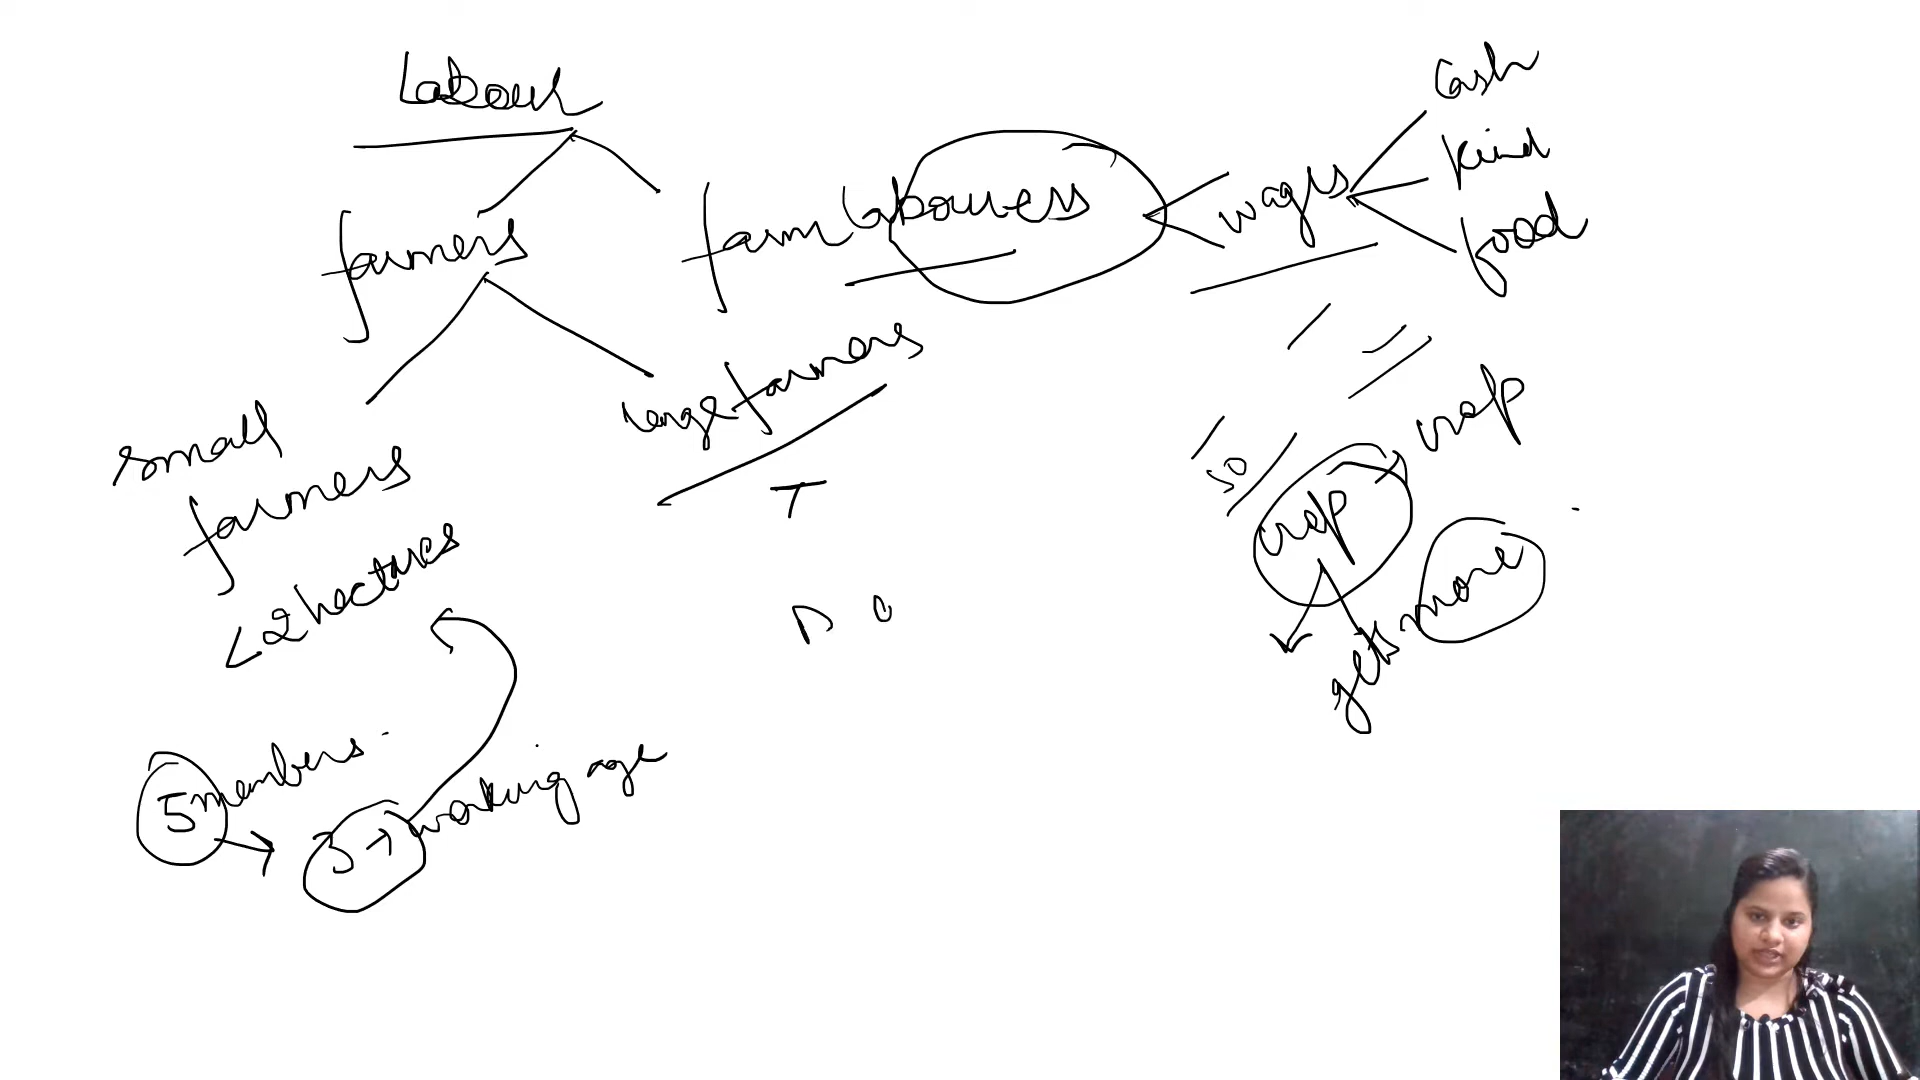 Labour
farmers
farm labourers
wages
Cash
kind
food
small
farmers
<2 hectares
large farmers
T
50
crop
crop
gets more
5 members
3 → working age